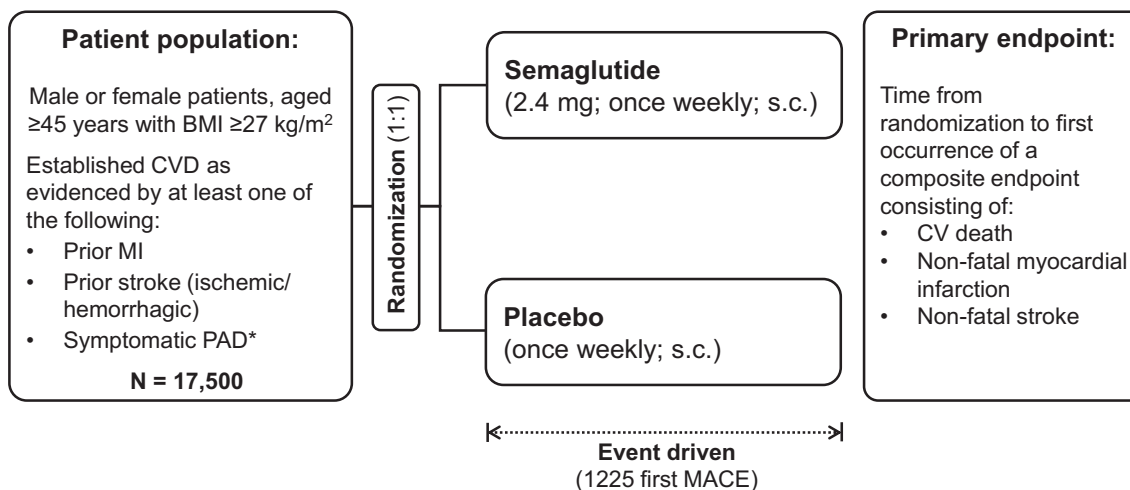 Patient population:
Male or female patients, aged
≥45 years with BMI ≥27 kg/m²
Established CVD as
evidenced by at least one of
the following:
• Prior MI
• Prior stroke (ischemic/
hemorrhagic)
• Symptomatic PAD*
N = 17,500
Randomization (1:1)
Semaglutide
(2.4 mg; once weekly; s.c.)
Placebo
(once weekly; s.c.)
Event driven
(1225 first MACE)
Primary endpoint:
Time from
randomization to first
occurrence of a
composite endpoint
consisting of:
• CV death
• Non-fatal myocardial
infarction
• Non-fatal stroke